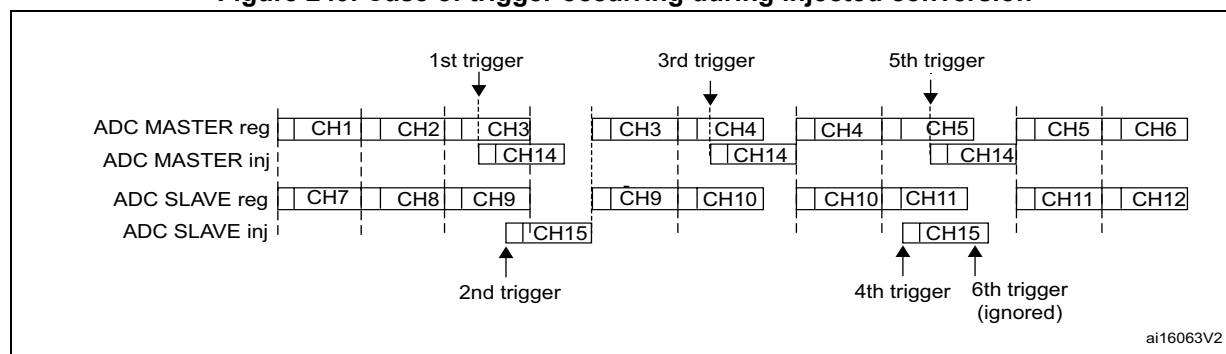 1st trigger 3rd trigger 5th trigger
ADC MASTER reg CH1 CH2 CH3 CH3 CH4 CH4 CH5 CH5 CH6
ADC MASTER inj CH14 CH14 CH14
ADC SLAVE reg CH7 CH8 CH9 CH9 CH10 CH10 CH11 CH11 CH12
ADC SLAVE inj CH15 CH15
2nd trigger 4th trigger 6th trigger
(ignored)
ai16063V2